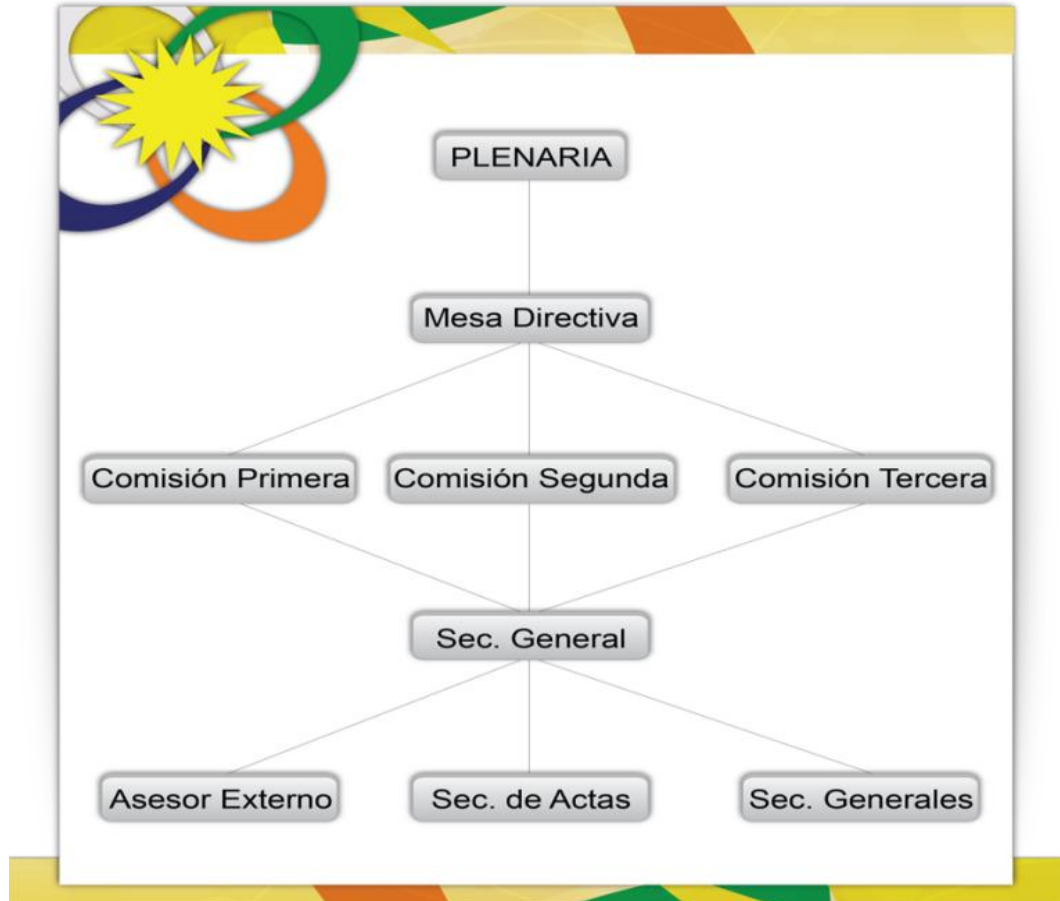 PLENARIA
Mesa Directiva
Comisión Primera
Comisión Segunda
Comisión Tercera
Sec. General
Asesor Externo
Sec. de Actas
Sec. Generales